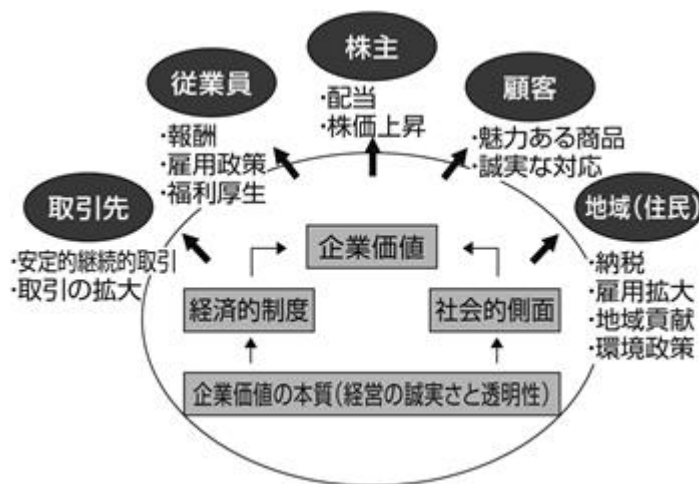 株主
・配当
・株価上昇
従業員
・報酬
・雇用政策
・福利厚生
顧客
・魅力ある商品
・誠実な対応
取引先
・安定的継続的取引
・取引の拡大
地域(住民)
・納税
・雇用拡大
・地域貢献
・環境政策
企業価値
経済的制度
社会的側面
企業価値の本質(経営の誠実さと透明性)